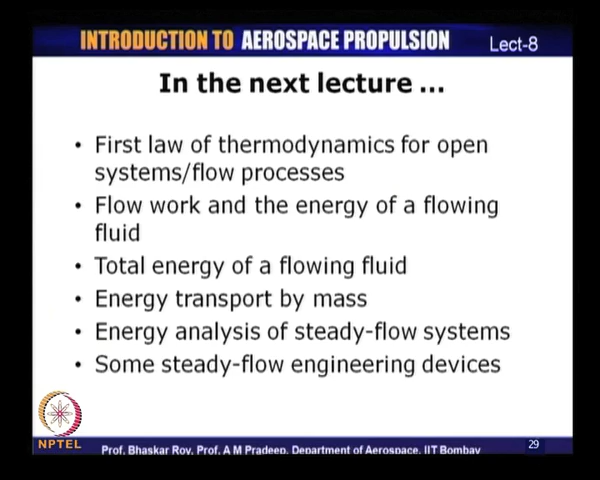 INTRODUCTION TO AEROSPACE PROPULSION
Lect-8
In the next lecture ...
• First law of thermodynamics for open
systems/flow processes
• Flow work and the energy of a flowing
fluid
• Total energy of a flowing fluid
• Energy transport by mass
• Energy analysis of steady-flow systems
• Some steady-flow engineering devices
NPTEL
Prof. Bhaskar Roy, Prof. A M Pradeep, Department of Aerospace, IIT Bombay
29